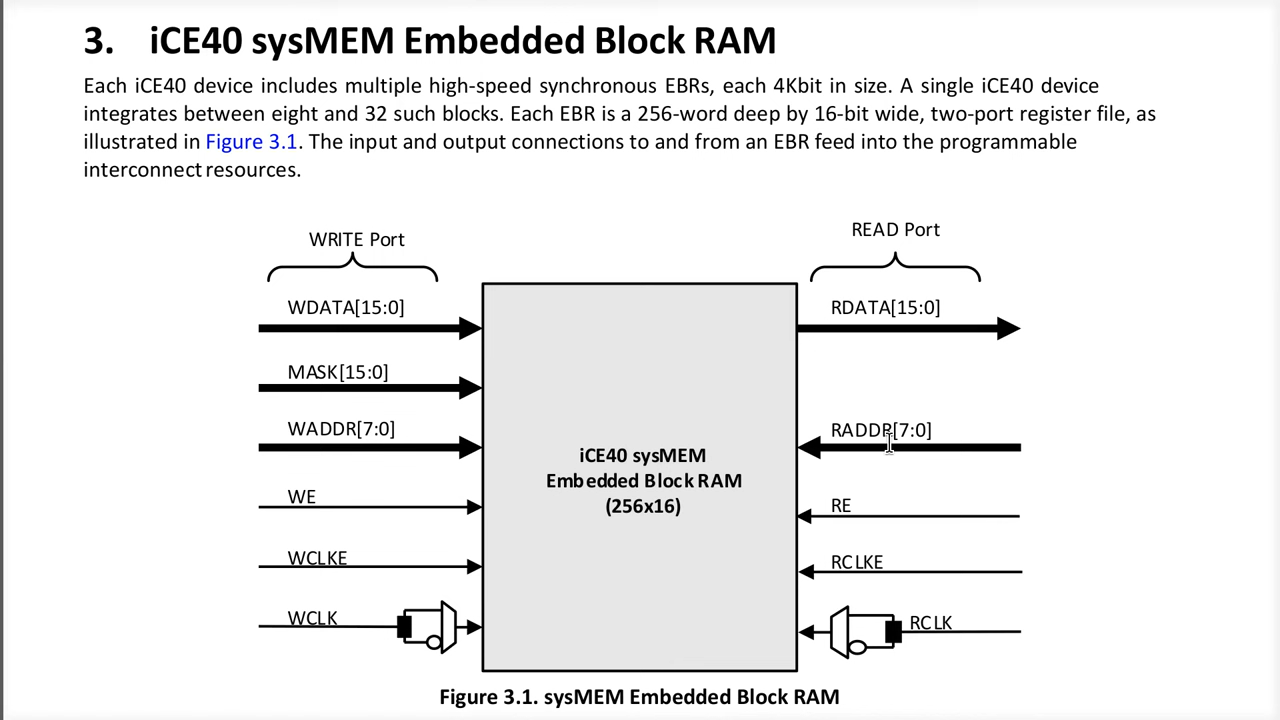 3. iCE40 sysMEM Embedded Block RAM
Each iCE40 device includes multiple high-speed synchronous EBRs, each 4Kbit in size. A single iCE40 device
integrates between eight and 32 such blocks. Each EBR is a 256-word deep by 16-bit wide, two-port register file, as
illustrated in Figure 3.1. The input and output connections to and from an EBR feed into the programmable
interconnect resources.
WRITE Port
READ Port
WDATA[15:0]
RDATA[15:0]
MASK[15:0]
WADDR[7:0]
RADDR[7:0]
iCE40 sysMEM
Embedded Block RAM
(256x16)
WE
RE
WCLKE
RCLKE
WCLK
RCLK
Figure 3.1. sysMEM Embedded Block RAM